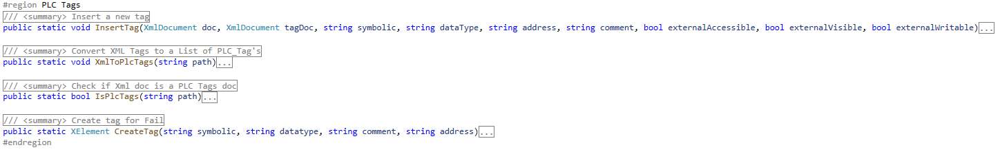 #region PLC Tags
/// <summary> Insert a new tag
public static void InsertTag(XmlDocument doc, XmlDocument tagDoc, string symbolic, string dataType, string address, string comment, bool externalAccessible, bool externalVisible, bool externalWritable)...
/// <summary> Convert XML Tags to a List of PLC_Tag's
public static void XmlToPlcTags(string path)...
/// <summary> Check if Xml doc is a PLC Tags doc
public static bool IsPlcTags(string path)...
/// <summary> Create tag for Fail
public static XElement CreateTag(string symbolic, string datatype, string comment, string address)...
#endregion